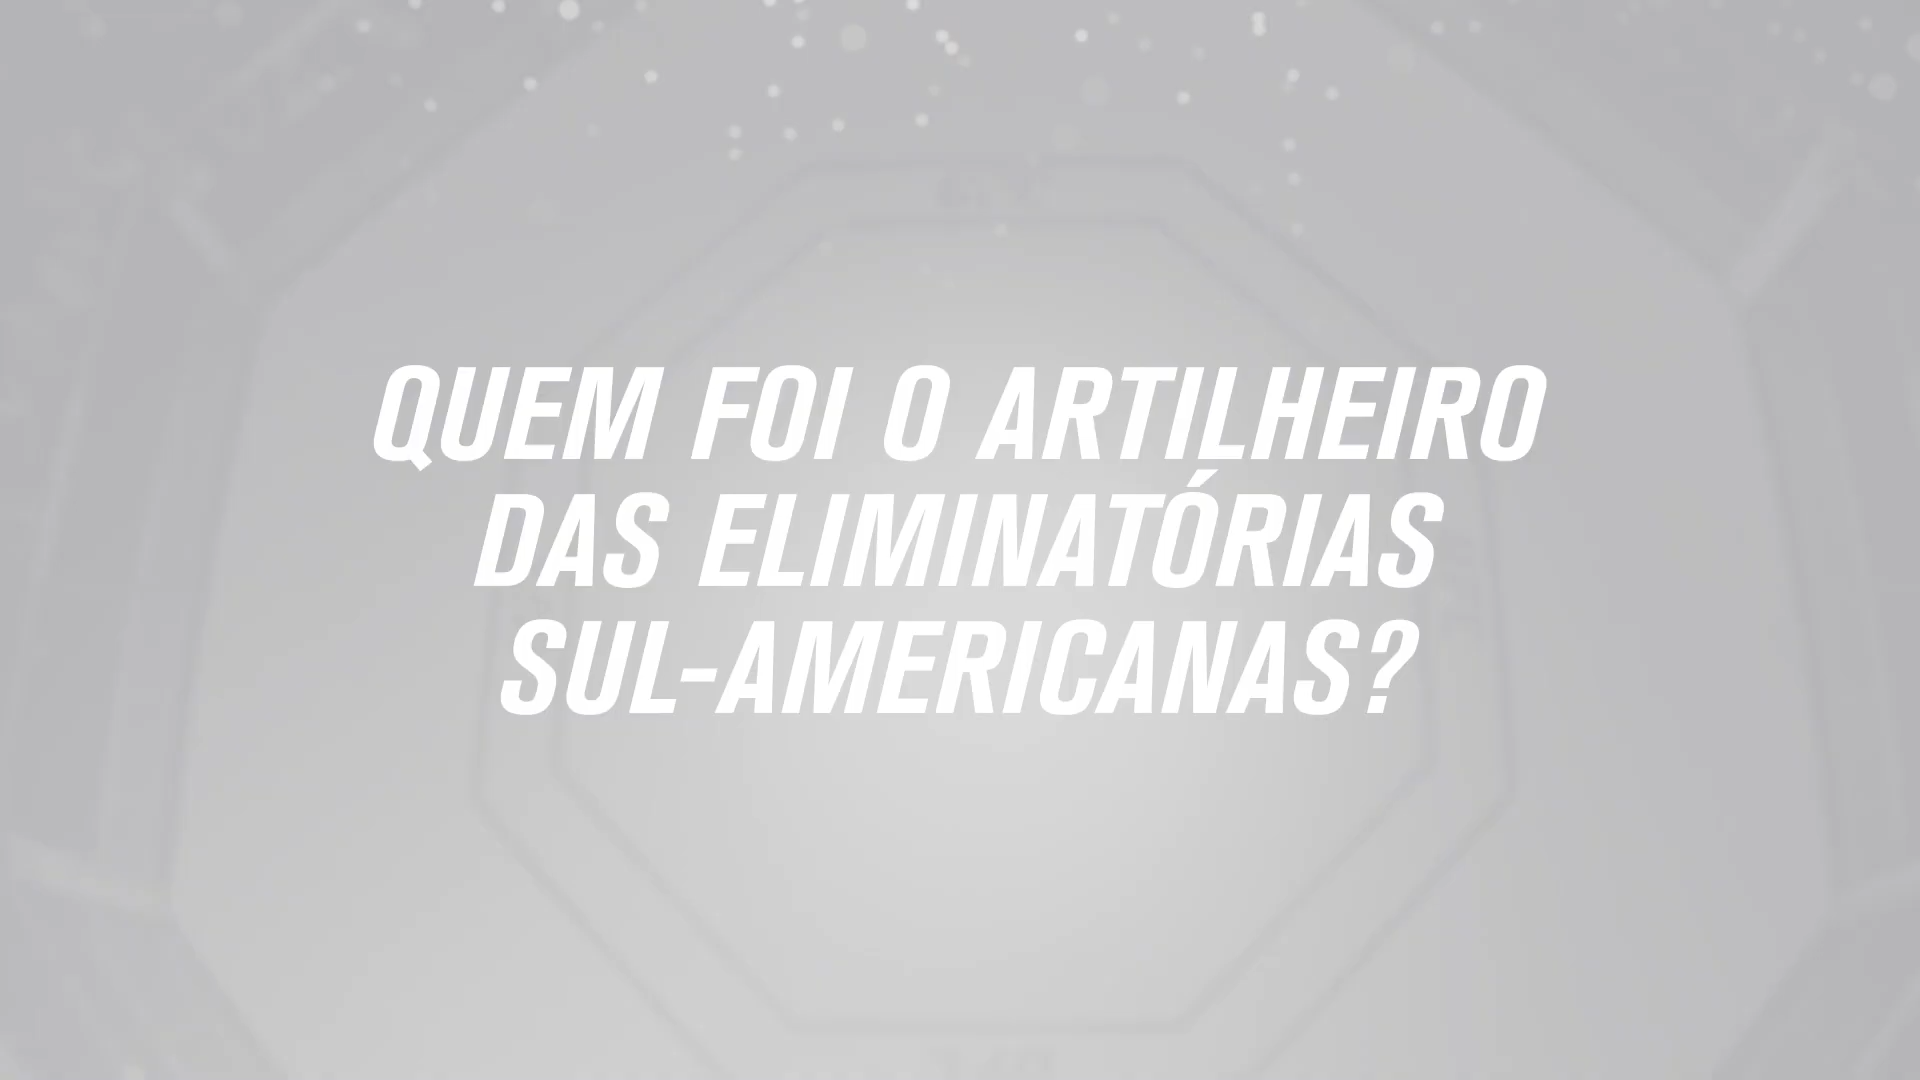 QUEM FOI O ARTILHEIRO
DAS ELIMINATÓRIAS
SUL-AMERICANAS?